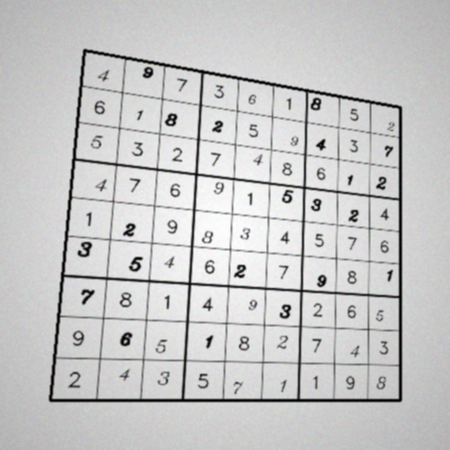 4 9 7 3 6 1 8 5 2
6 1 8 2 5 9 4 3 7
5 3 2 7 4 8 6 1 2
4 7 6 9 1 5 3 2 4
1 2 9 8 3 4 5 7 6
3 5 4 6 2 7 9 8 1
7 8 1 4 9 3 2 6 5
9 6 5 1 8 2 7 4 3
2 4 3 5 7 1 1 9 8